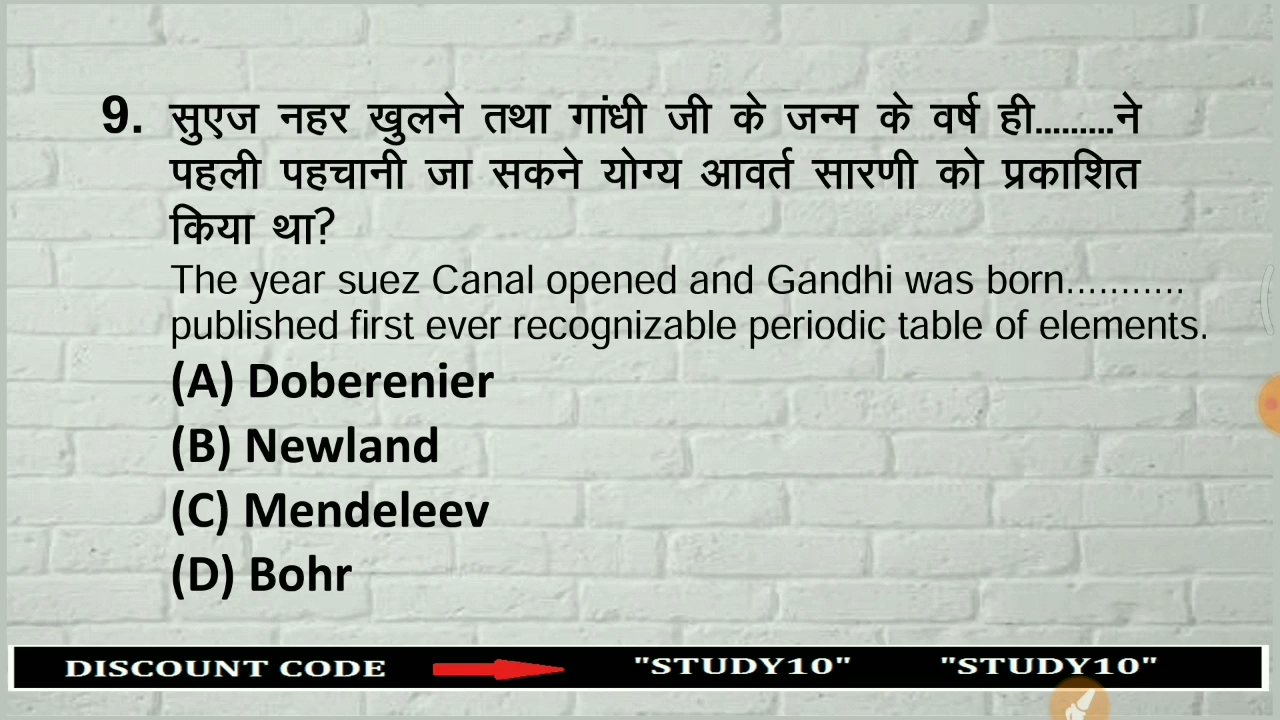 9. सुएज नहर खुलने तथा गांधी जी के जन्म के वर्ष ही.........ने
पहली पहचानी जा सकने योग्य आवर्त सारणी को प्रकाशित
किया था?
The year suez Canal opened and Gandhi was born...........
published first ever recognizable periodic table of elements.
(A) Doberenier
(B) Newland
(C) Mendeleev
(D) Bohr
DISCOUNT CODE "STUDY10" "STUDY10"